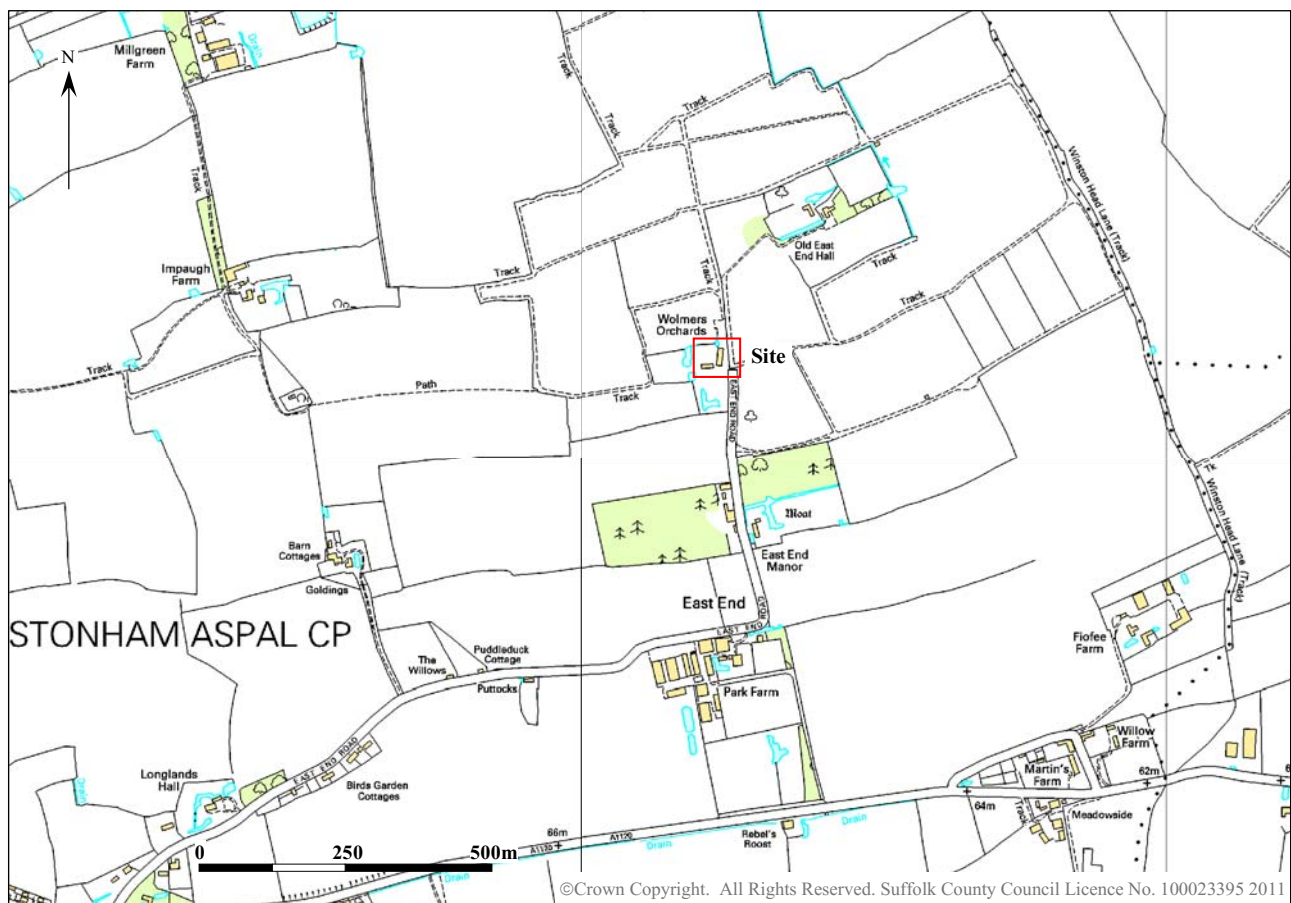 Millgreen
Farm
Drain
N
Track
Track
Track
Track
Track
Winston Head Lane (Track)
Old East
End Hall
Impaugh
Farm
Track
Track
Track
Track
Wolmers
Orchards
Site
Track
Path
Track
EAST END ROAD
Tk
Winston Head Lane (Track)
Moat
East End
Manor
Barn
Cottages
Goldings
East End
EAST END ROAD
STONHAM ASPAL CP
The
Willows
Puddleduck
Cottage
Puttocks
Park Farm
Fiofee
Farm
Longlands
Hall
EAST END ROAD
Birds Garden
Cottages
Drain
Willow
Farm
Martin's
Farm
62m
64m
Track
Meadowside
66m
A1120
A1120
Drain
Rebel's
Roost
Drain
Drain
0 250 500m
©Crown Copyright. All Rights Reserved. Suffolk County Council Licence No. 100023395 2011